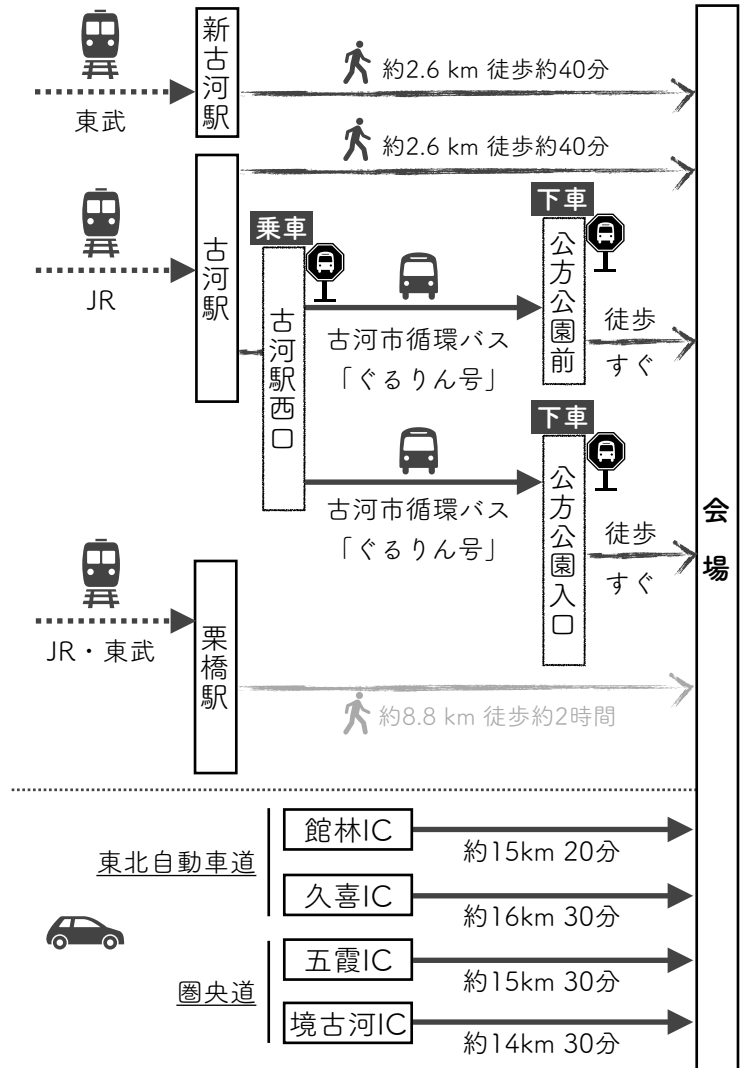 新古河駅
約2.6 km 徒歩約40分
東武
約2.6 km 徒歩約40分
古河駅
JR
乗車
古河駅西口
古河市循環バス
「ぐるりん号」
下車
公方公園前
徒歩
すぐ
古河市循環バス
「ぐるりん号」
下車
公方公園入口
徒歩
すぐ
会場
JR・東武
栗橋駅
約8.8 km 徒歩約2時間
東北自動車道
館林IC
約15km 20分
久喜IC
約16km 30分
圏央道
五霞IC
約15km 30分
境古河IC
約14km 30分